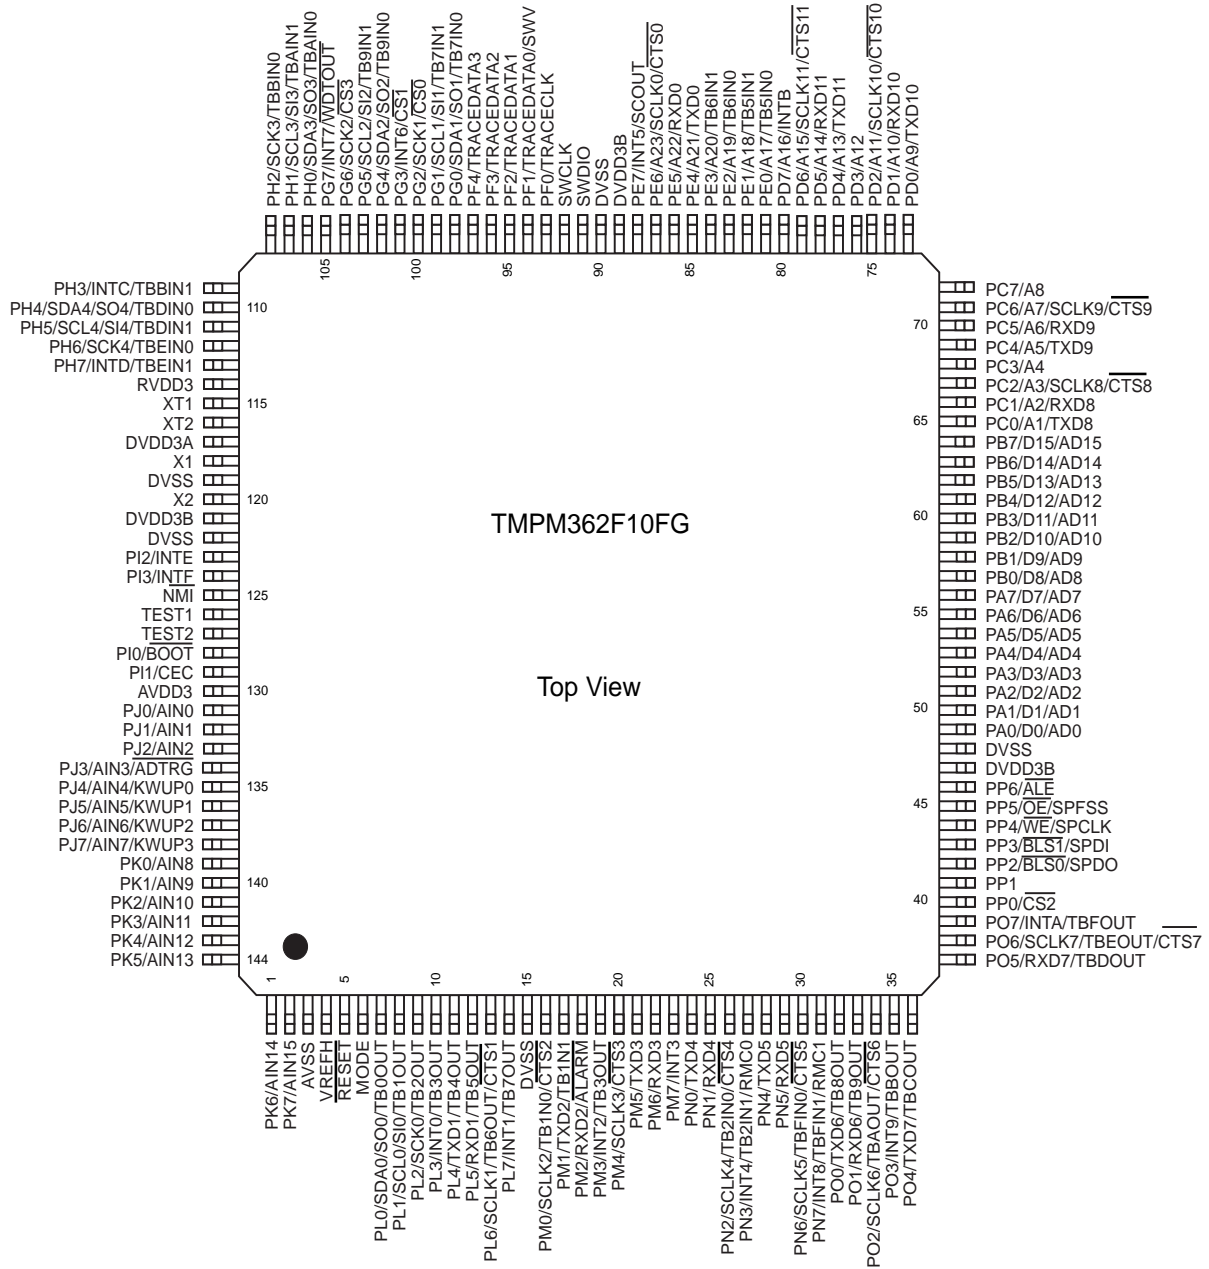 PH2/SCK3/TBBIN0
PH1/SCL3/SI3/TBAIN1
PH0/SDA3/SO3/TBAIN0
PG7/INT7/WDTOUT
PG6/SCK2/CS3
PG5/SCL2/SI2/TB9IN1
PG4/SDA2/SO2/TB9IN0
PG3/INT6/CS1
PG2/SCK1/CS0
PG1/SCL1/SI1/TB7IN1
PG0/SDA1/SO1/TB7IN0
PF4/TRACEDATA3
PF3/TRACEDATA2
PF2/TRACEDATA1
PF1/TRACEDATA0/SWV
PF0/TRACECLK
SWCLK
SWDIO
DVSS
DVDD3B
PE7/INT5/SCOUT
PE6/A23/SCLK0/CTS0
PE5/A22/RXD0
PE4/A21/TXD0
PE3/A20/TB6IN1
PE2/A19/TB6IN0
PE1/A18/TB5IN1
PE0/A17/TB5IN0
PD7/A16/INTB
PD6/A15/SCLK11/CTS11
PD5/A14/RXD11
PD4/A13/TXD11
PD3/A12
PD2/A11/SCLK10/CTS10
PD1/A10/RXD10
PD0/A9/TXD10
105
100
95
90
85
80
75
PH3/INTC/TBBIN1
PH4/SDA4/SO4/TBDIN0
PH5/SCL4/SI4/TBDIN1
PH6/SCK4/TBEIN0
PH7/INTD/TBEIN1
RVDD3
XT1
XT2
DVDD3A
X1
DVSS
X2
DVDD3B
DVSS
PI2/INTE
PI3/INTF
NMI
TEST1
TEST2
PI0/BOOT
PI1/CEC
AVDD3
PJ0/AIN0
PJ1/AIN1
PJ2/AIN2
PJ3/AIN3/ADTRG
PJ4/AIN4/KWUP0
PJ5/AIN5/KWUP1
PJ6/AIN6/KWUP2
PJ7/AIN7/KWUP3
PK0/AIN8
PK1/AIN9
PK2/AIN10
PK3/AIN11
PK4/AIN12
PK5/AIN13
110
115
120
125
130
135
140
144
TMPM362F10FG
Top View
70
65
60
55
50
45
40
PC7/A8
PC6/A7/SCLK9/CTS9
PC5/A6/RXD9
PC4/A5/TXD9
PC3/A4
PC2/A3/SCLK8/CTS8
PC1/A2/RXD8
PC0/A1/TXD8
PB7/D15/AD15
PB6/D14/AD14
PB5/D13/AD13
PB4/D12/AD12
PB3/D11/AD11
PB2/D10/AD10
PB1/D9/AD9
PB0/D8/AD8
PA7/D7/AD7
PA6/D6/AD6
PA5/D5/AD5
PA4/D4/AD4
PA3/D3/AD3
PA2/D2/AD2
PA1/D1/AD1
PA0/D0/AD0
DVSS
DVDD3B
PP6/ALE
PP5/OE/SPFSS
PP4/WE/SPCLK
PP3/BLS1/SPDI
PP2/BLS0/SPDO
PP1
PP0/CS2
PO7/INTA/TBFOUT
PO6/SCLK7/TBEOUT/CTS7
PO5/RXD7/TBDOUT
1
5
10
15
20
25
30
35
PK6/AIN14
PK7/AIN15
AVSS
VREFH
RESET
MODE
PL0/SDA0/SO0/TB0OUT
PL1/SCL0/SI0/TB1OUT
PL2/SCK0/TB2OUT
PL3/INT0/TB3OUT
PL4/TXD1/TB4OUT
PL5/RXD1/TB5OUT
PL6/SCLK1/TB6OUT/CTS1
PL7/INT1/TB7OUT
DVSS
PM0/SCLK2/TB1IN0/CTS2
PM1/TXD2/TB1IN1
PM2/RXD2/ALARM
PM3/INT2/TB3OUT
PM4/SCLK3/CTS3
PM5/TXD3
PM6/RXD3
PM7/INT3
PN0/TXD4
PN1/RXD4
PN2/SCLK4/TB2IN0/CTS4
PN3/INT4/TB2IN1/RMC0
PN4/TXD5
PN5/RXD5
PN6/SCLK5/TBFIN0/CTS5
PN7/INT8/TBFIN1/RMC1
PO0/TXD6/TB8OUT
PO1/RXD6/TB9OUT
PO2/SCLK6/TBAOUT/CTS6
PO3/INT9/TBBOUT
PO4/TXD7/TBCOUT